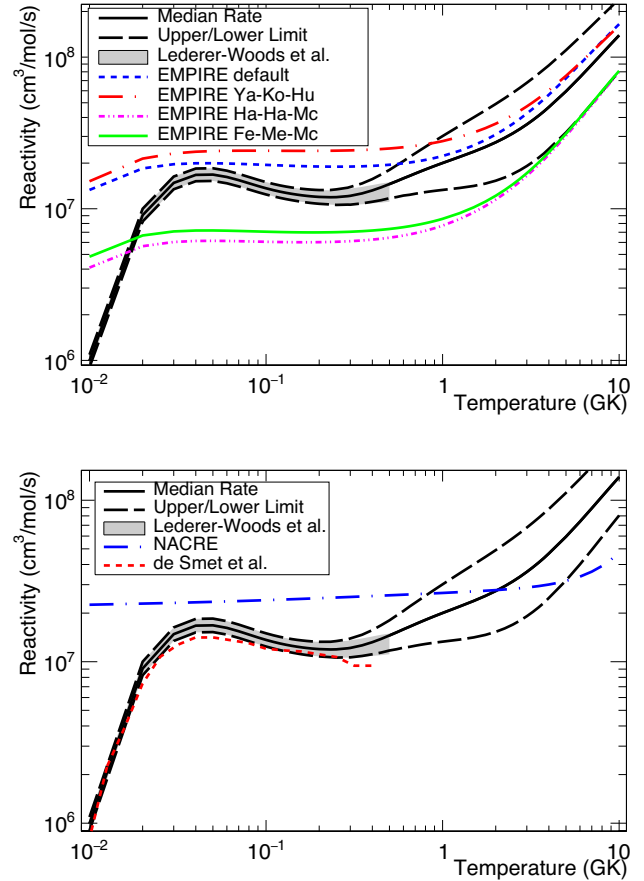 Reactivity (cm³/mol/s)
10⁸
10⁷
10⁶
Median Rate
Upper/Lower Limit
Lederer-Woods et al.
EMPIRE default
EMPIRE Ya-Ko-Hu
EMPIRE Ha-Ha-Mc
EMPIRE Fe-Me-Mc
10⁻² 10⁻¹ 1 10
Temperature (GK)
Reactivity (cm³/mol/s)
10⁸
10⁷
10⁶
Median Rate
Upper/Lower Limit
Lederer-Woods et al.
NACRE
de Smet et al.
10⁻² 10⁻¹ 1 10
Temperature (GK)